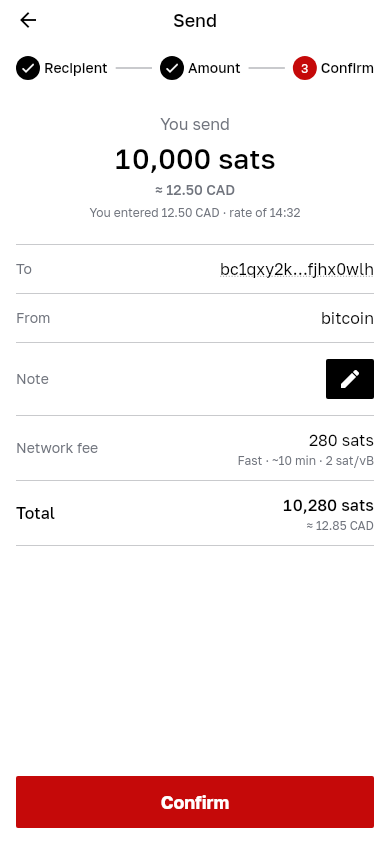 Send
Recipient
Amount
3 Confirm
You send
10,000 sats
≈ 12.50 CAD
You entered 12.50 CAD · rate of 14:32
To
bc1qxy2k...fjhx0wlh
From
bitcoin
Note
Network fee
280 sats
Fast · ~10 min · 2 sat/vB
Total
10,280 sats
≈ 12.85 CAD
Confirm